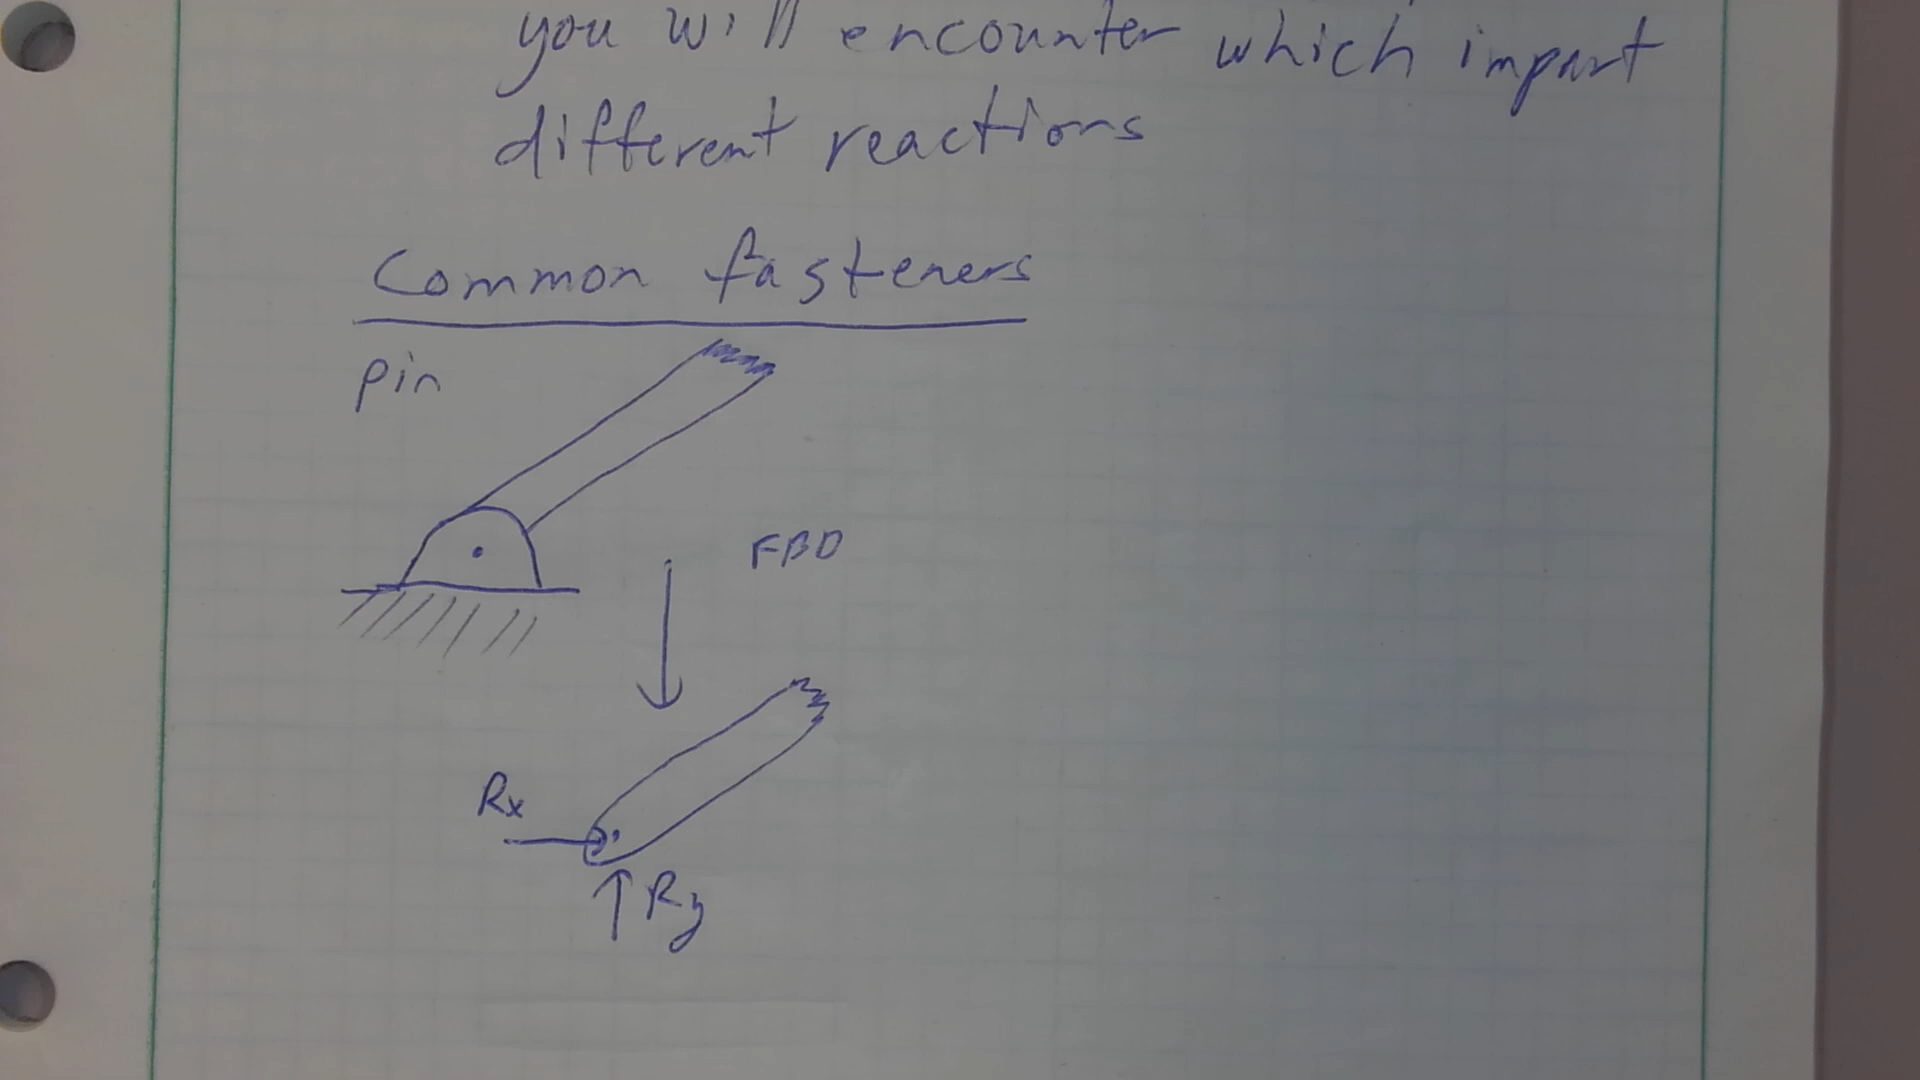 you will encounter which impart
different reactions
Common fasteners
pin
FBD
Rx
Ry